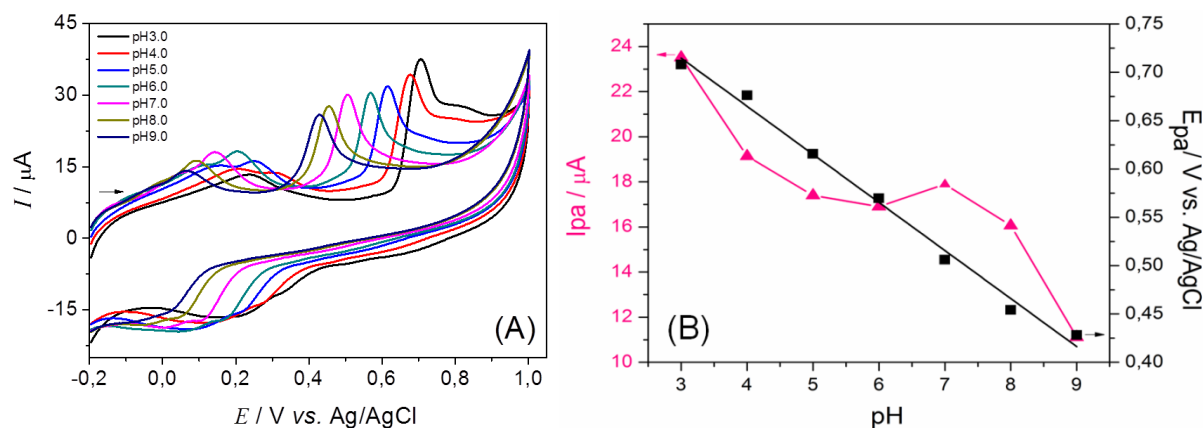 45
30
15
0
-15
I / μA
pH3.0
pH4.0
pH5.0
pH6.0
pH7.0
pH8.0
pH9.0
(A)
-0,2 0,0 0,2 0,4 0,6 0,8 1,0
E / V vs. Ag/AgCl
24
22
20
18
16
14
12
10
Ipa / μA
(B)
3 4 5 6 7 8 9
pH
0,75
0,70
0,65
0,60
0,55
0,50
0,45
0,40
Epa/ V vs. Ag/AgCl